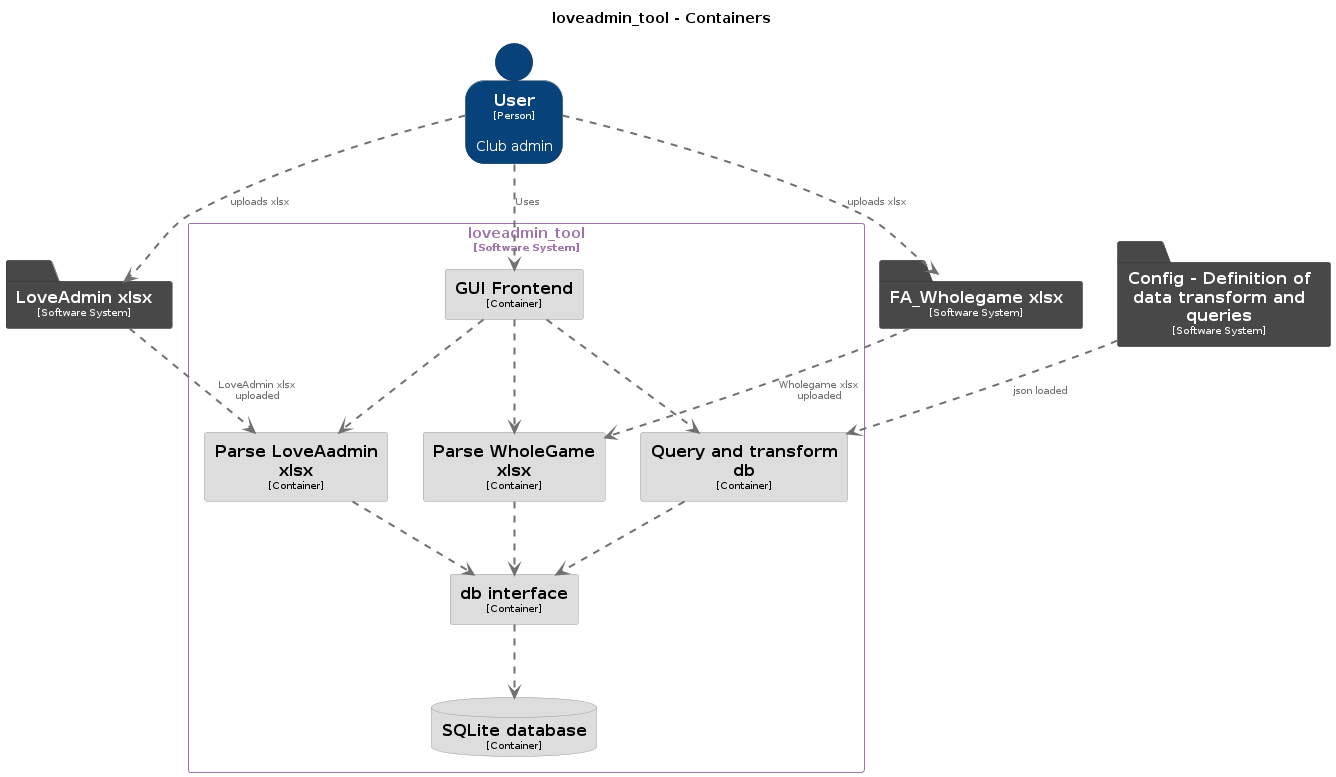 loveadmin_tool - Containers
User
[Person]
Club admin
uploads xlsx
Uses
uploads xlsx
loveadmin_tool
[Software System]
LoveAdmin xlsx
[Software System]
GUI Frontend
[Container]
FA_Wholegame xlsx
[Software System]
Config - Definition of
data transform and
queries
[Software System]
LoveAdmin xlsx
uploaded
Wholegame xlsx
uploaded
json loaded
Parse LoveAadmin
xlsx
[Container]
Parse WholeGame
xlsx
[Container]
Query and transform
db
[Container]
db interface
[Container]
SQLite database
[Container]